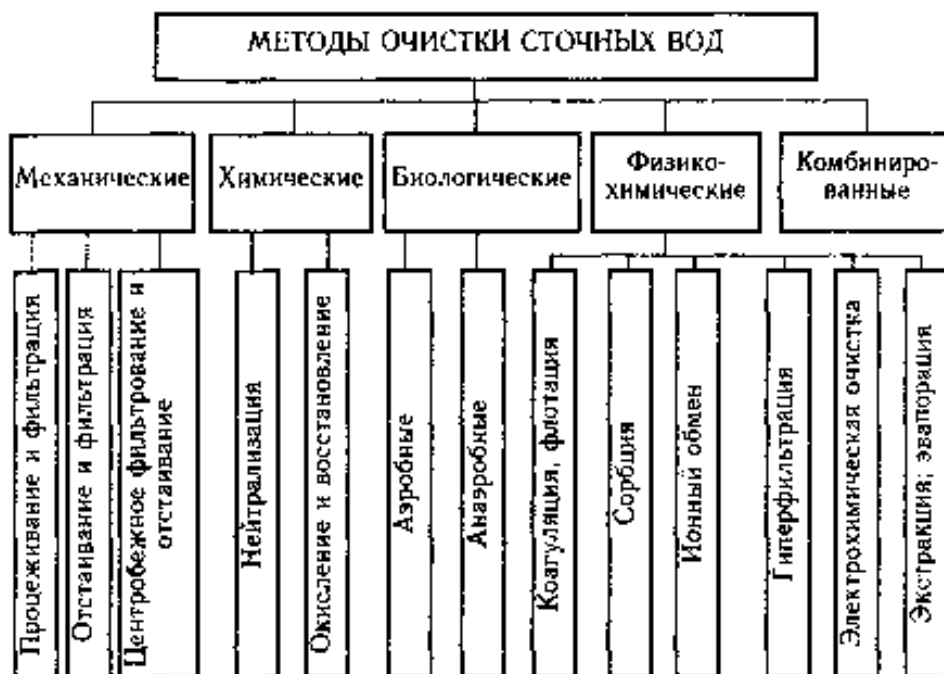 МЕТОДЫ ОЧИСТКИ СТОЧНЫХ ВОД
Механические
Химические
Биологические
Физико-
химические
Комбиниро-
ванные
Процеживание и фильтрация
Отстаивание и фильтрация
Центробежное фильтрование и
отстаивание
Нейтрализация
Окисление и востановление
Аэробные
Анаэробные
Коагуляция, флотация
Сорбция
Ионный обмен
Гиперфильтрация
Электрохимическая очистка
Экстракция; эвапорация